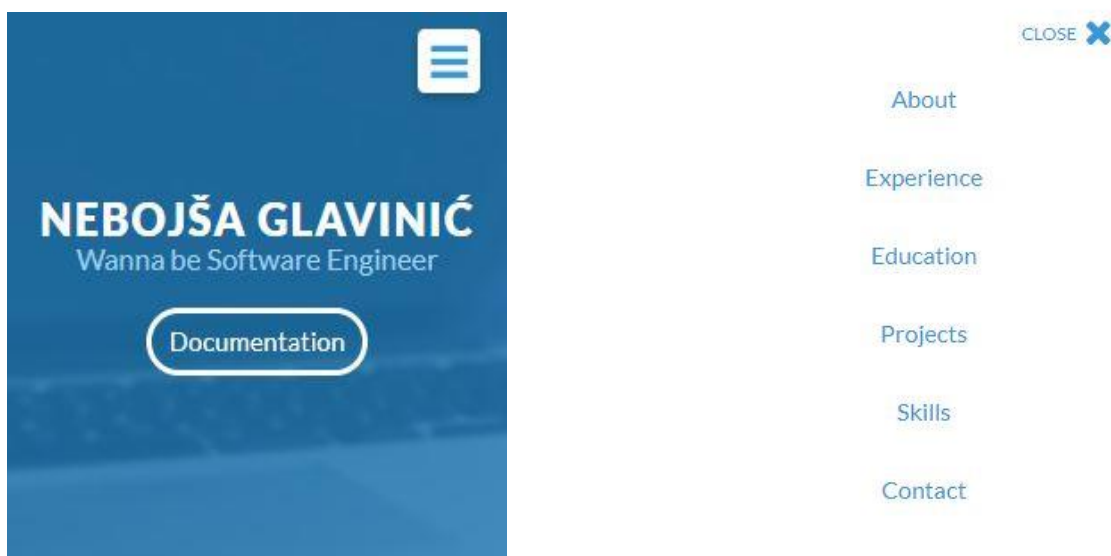 NEBOJŠA GLAVINIĆ
Wanna be Software Engineer
Documentation
CLOSE
About
Experience
Education
Projects
Skills
Contact